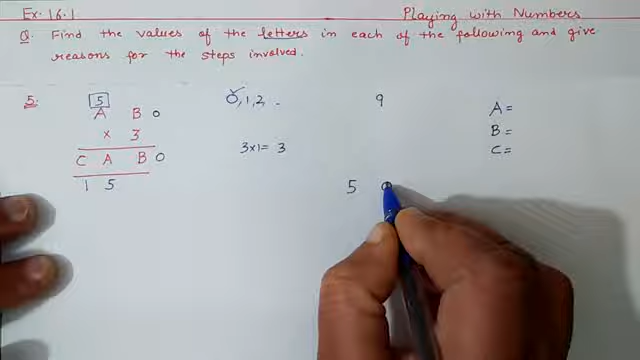 Ex. 16.1 Playing with Numbers
Q. Find the values of the letters in each of the following and give
reasons for the steps involved.
5. 5 0, 1, 2, . 9 A =
A B 0
× 3 3×1= 3 B =
C A B 0 C =
1 5
5 0